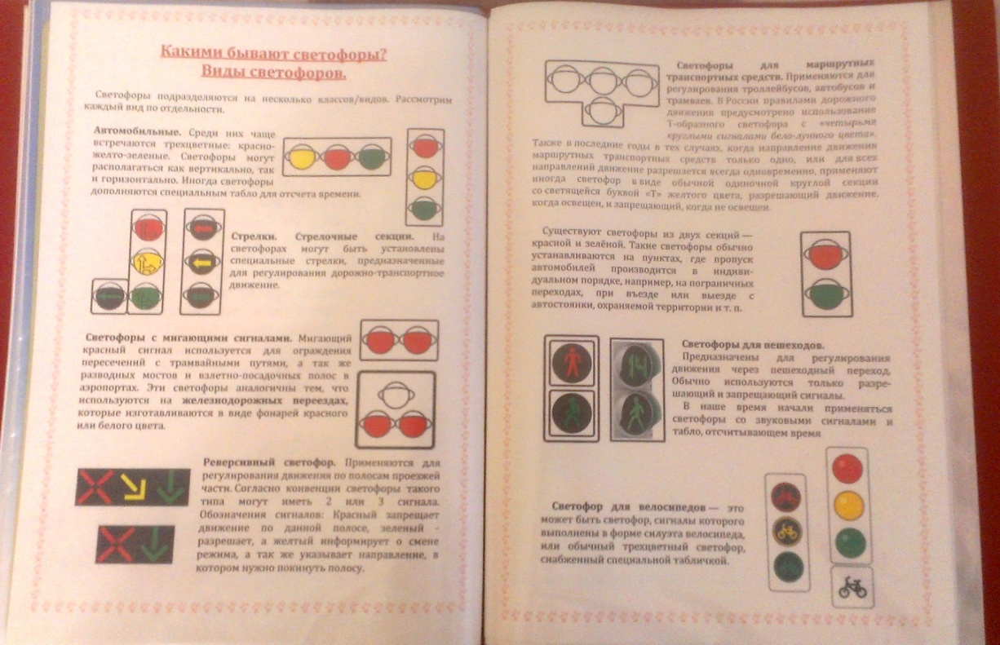 Какими бывают светофоры?
Виды светофоров.
Светофоры подразделяются на несколько классов/видов. Рассмотрим
каждый вид по отдельности.
Автомобильные. Среди них чаще
встречаются трехцветные: красно-
желто-зеленые. Светофоры могут
располагаться как вертикально, так
и горизонтально. Иногда светофоры
дополняются специальным табло для отсчета времени.
Стрелки. Стрелочные секции. На
светофорах могут быть установлены
специальные стрелки, предназначенные
для регулирования дорожно-транспортное
движение.
Светофоры с мигающими сигналами. Мигающий
красный сигнал используется для ограждения
пересечений с трамвайными путями, а так же
разводных мостов и взлетно-посадочных полос в
аэропортах. Эти светофоры аналогичны тем, что
используются на железнодорожных переездах,
которые изготавливаются в виде фонарей красного
или белого цвета.
Реверсивный светофор. Применяются для
регулирования движения по полосам проезжей
части. Согласно конвенции светофоры такого
типа могут иметь 2 или 3 сигнала.
Обозначения сигналов: Красный запрещает
движение по данной полосе, зеленый -
разрешает, а желтый информирует о смене
режима, а так же указывает направление, в
котором нужно покинуть полосу.
Светофоры для маршрутных
транспортных средств. Применяются для
регулирования троллейбусов, автобусов и
трамваев. В России правилами дорожного
движения предусмотрено использование
Т-образного светофора с «четырьмя
круглыми сигналами бело-лунного цвета».
Также в последние годы в тех случаях, когда направление движения
маршрутных транспортных средств только одно, или для всех
направлений движение разрешается всегда одновременно, применяют
иногда светофор в виде обычной одиночной круглой секции
со светящейся буквой «Т» желтого цвета, разрешающий движение,
когда освещен, и запрещающий, когда не освещен.
Существуют светофоры из двух секций —
красной и зелёной. Такие светофоры обычно
устанавливаются на пунктах, где пропуск
автомобилей производится в индиви-
дуальном порядке, например, на пограничных
переходах, при въезде или выезде с
автостоянки, охраняемой территории и т. п.
Светофоры для пешеходов.
Предназначены для регулирования
движения через пешеходный переход.
Обычно используются только разре-
шающий и запрещающий сигналы.
В наше время начали применяться
светофоры со звуковыми сигналами и
табло, отсчитывающем время
Светофор для велосипедов — это
может быть светофор, сигналы которого
выполнены в форме силуэта велосипеда,
или обычный трехцветный светофор,
снабженный специальной табличкой.